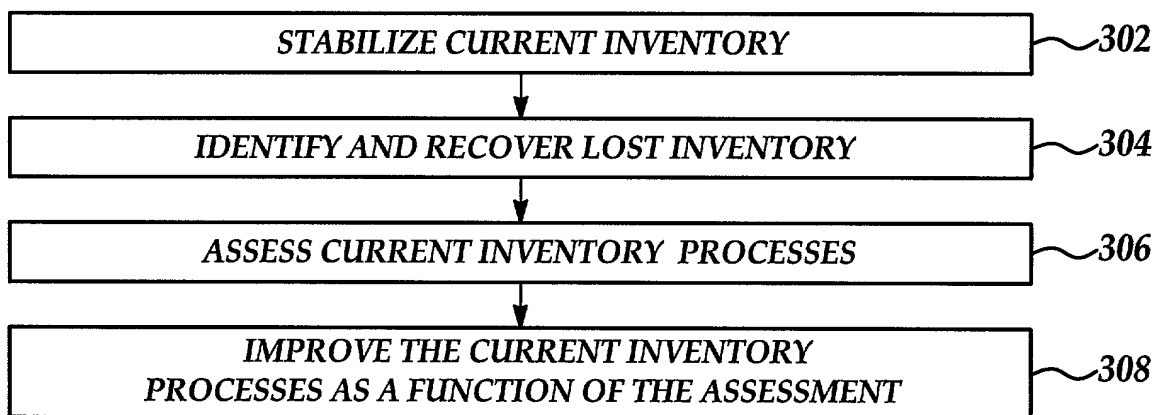 STABILIZE CURRENT INVENTORY 302
IDENTIFY AND RECOVER LOST INVENTORY 304
ASSESS CURRENT INVENTORY PROCESSES 306
IMPROVE THE CURRENT INVENTORY
PROCESSES AS A FUNCTION OF THE ASSESSMENT 308